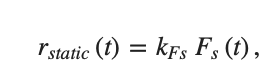 r_static (t) = k_Fs F_s (t),